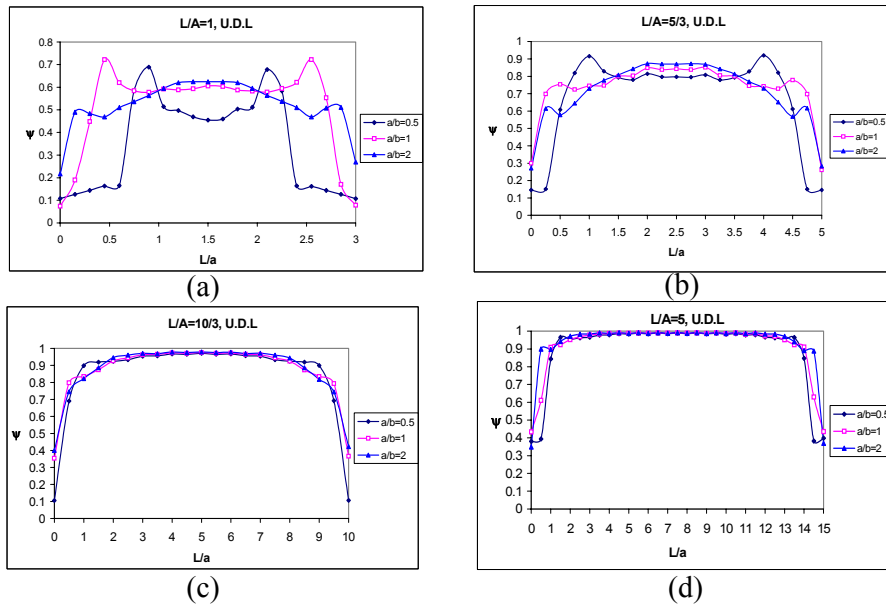 L/A=1, U.D.L
0.8
0.7
0.6
0.5
0.4
0.3
0.2
0.1
0
ψ
0 0.5 1 1.5 2 2.5 3
L/a
a/b=0.5
a/b=1
a/b=2
(a)
L/A=5/3, U.D.L
1
0.9
0.8
0.7
0.6
0.5
0.4
0.3
0.2
0.1
0
ψ
0 0.5 1 1.5 2 2.5 3 3.5 4 4.5 5
L/a
a/b=0.5
a/b=1
a/b=2
(b)
L/A=10/3, U.D.L
1
0.9
0.8
0.7
0.6
0.5
0.4
0.3
0.2
0.1
0
ψ
0 1 2 3 4 5 6 7 8 9 10
L/a
a/b=0.5
a/b=1
a/b=2
(c)
L/A=5, U.D.L
1
0.9
0.8
0.7
0.6
0.5
0.4
0.3
0.2
0.1
0
ψ
0 1 2 3 4 5 6 7 8 9 10 11 12 13 14 15
L/a
a/b=0.5
a/b=1
a/b=2
(d)